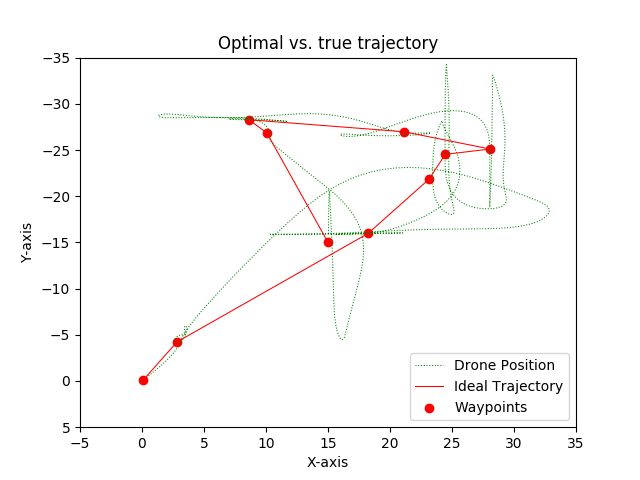 Optimal vs. true trajectory
−35
−30
−25
−20
−15
−10
−5
0
5
Y-axis
−5 0 5 10 15 20 25 30 35
X-axis
Drone Position
Ideal Trajectory
Waypoints